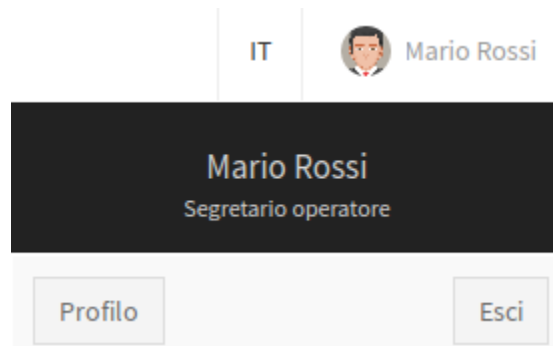 IT Mario Rossi
Mario Rossi
Segretario operatore
Profilo Esci